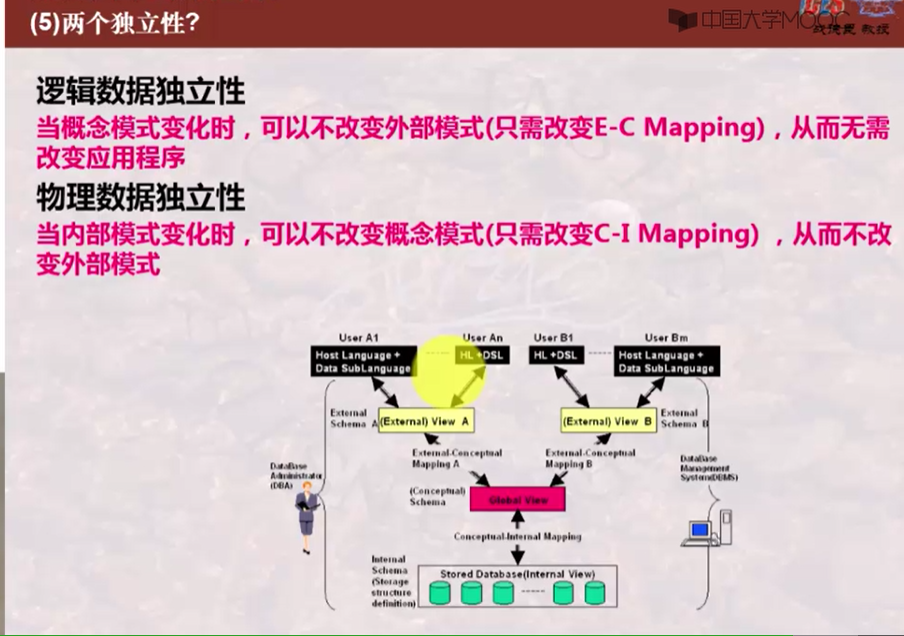 (5)两个独立性?
中国大学MOOC
战德臣 教授
逻辑数据独立性
当概念模式变化时，可以不改变外部模式(只需改变E-C Mapping)，从而无需
改变应用程序
物理数据独立性
当内部模式变化时，可以不改变概念模式(只需改变C-I Mapping) ，从而不改
变外部模式
User A1
User An
User B1
User Bm
Host Language +
Data SubLanguage
HL +DSL
HL +DSL
Host Language +
Data SubLanguage
External
Schema A
(External) View A
(External) View B
External
Schema B
External-Conceptual
Mapping A
External-Conceptual
Mapping B
DataBase
Administrator
(DBA)
DataBase
Management
System(DBMS)
(Conceptual)
Schema
Global View
Conceptual-Internal Mapping
Internal
Schema
(Storage
structure
definition)
Stored Database(Internal View)